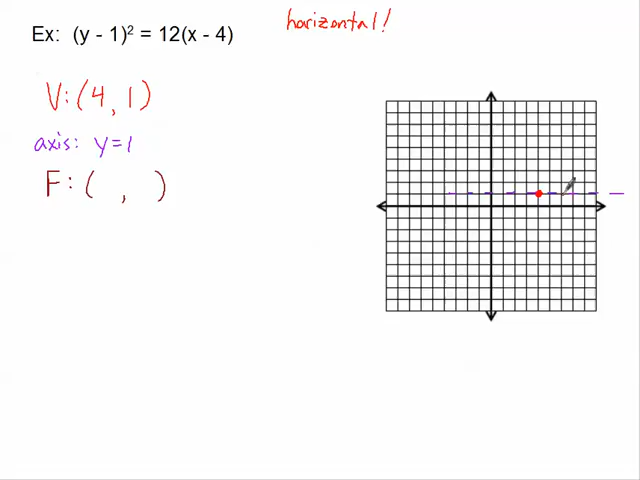 Ex: (y - 1)² = 12(x - 4)
horizontal!
V: (4, 1)
axis: y=1
F: ( , )